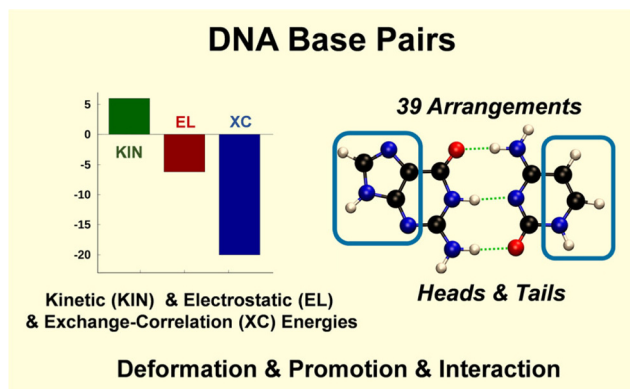 DNA Base Pairs
5
0
-5
-10
-15
-20
KIN
EL
XC
39 Arrangements
Heads & Tails
Kinetic (KIN) & Electrostatic (EL)
& Exchange-Correlation (XC) Energies
Deformation & Promotion & Interaction